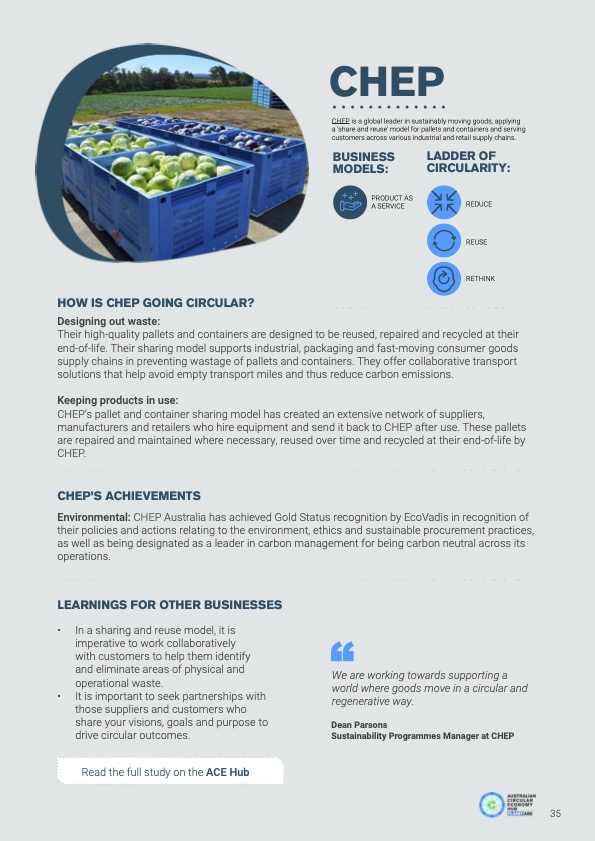 CHEP
CHEP is a global leader in sustainably moving goods, applying
a 'share and reuse' model for pallets and containers and serving
customers across various industrial and retail supply chains.
BUSINESS
MODELS:
PRODUCT AS
A SERVICE
LADDER OF
CIRCULARITY:
REDUCE
REUSE
RETHINK
HOW IS CHEP GOING CIRCULAR?
Designing out waste:
Their high-quality pallets and containers are designed to be reused, repaired and recycled at their
end-of-life. Their sharing model supports industrial, packaging and fast-moving consumer goods
supply chains in preventing wastage of pallets and containers. They offer collaborative transport
solutions that help avoid empty transport miles and thus reduce carbon emissions.
Keeping products in use:
CHEP's pallet and container sharing model has created an extensive network of suppliers,
manufacturers and retailers who hire equipment and send it back to CHEP after use. These pallets
are repaired and maintained where necessary, reused over time and recycled at their end-of-life by
CHEP.
CHEP'S ACHIEVEMENTS
Environmental: CHEP Australia has achieved Gold Status recognition by EcoVadis in recognition of
their policies and actions relating to the environment, ethics and sustainable procurement practices,
as well as being designated as a leader in carbon management for being carbon neutral across its
operations.
LEARNINGS FOR OTHER BUSINESSES
• In a sharing and reuse model, it is
imperative to work collaboratively
with customers to help them identify
and eliminate areas of physical and
operational waste.
• It is important to seek partnerships with
those suppliers and customers who
share your visions, goals and purpose to
drive circular outcomes.
Read the full study on the ACE Hub
“
We are working towards supporting a
world where goods move in a circular and
regenerative way.
Dean Parsons
Sustainability Programmes Manager at CHEP
AUSTRALIAN
CIRCULAR
ECONOMY
HUB
PLANET ARK
35